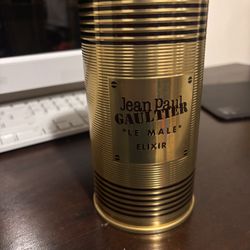 Jean Paul
GAULTIER
"LE MALE"
ELIXIR